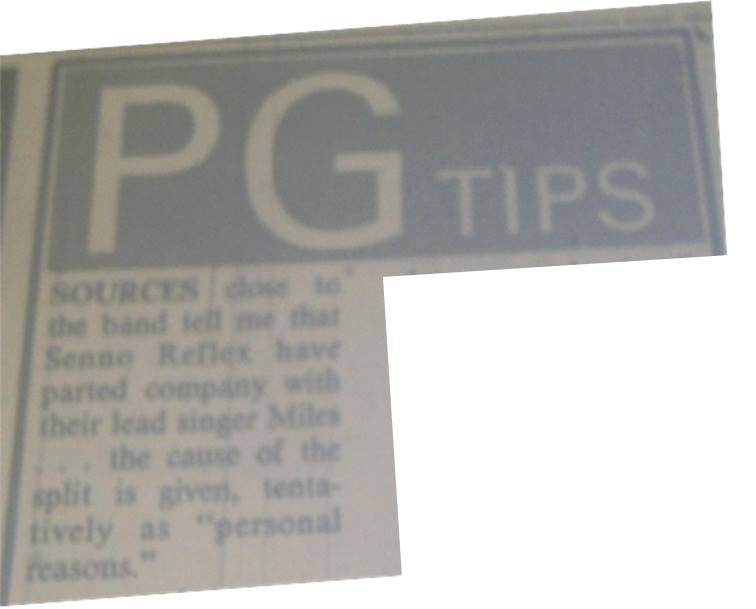 PG TIPS
SOURCES close to
the band tell me that
Senno Reflex have
parted company with
their lead singer Miles
. . . the cause of the
split is given, tenta-
tively as "personal
reasons."